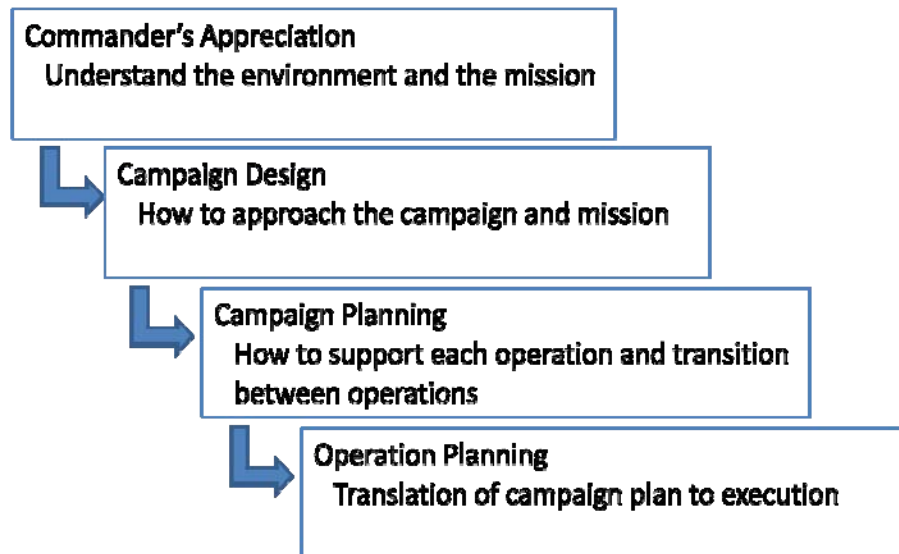 Commander's Appreciation
Understand the environment and the mission
Campaign Design
How to approach the campaign and mission
Campaign Planning
How to support each operation and transition
between operations
Operation Planning
Translation of campaign plan to execution